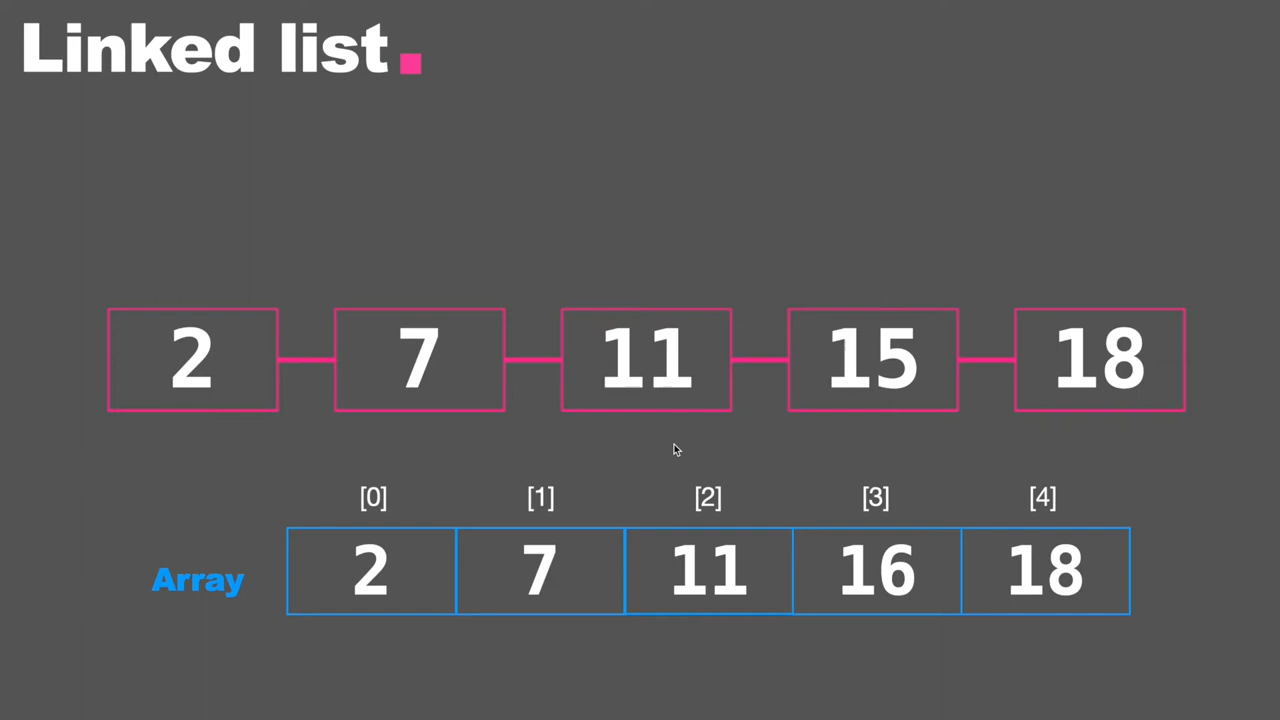 Linked list.
2 7 11 15 18
[0] [1] [2] [3] [4]
Array 2 7 11 16 18